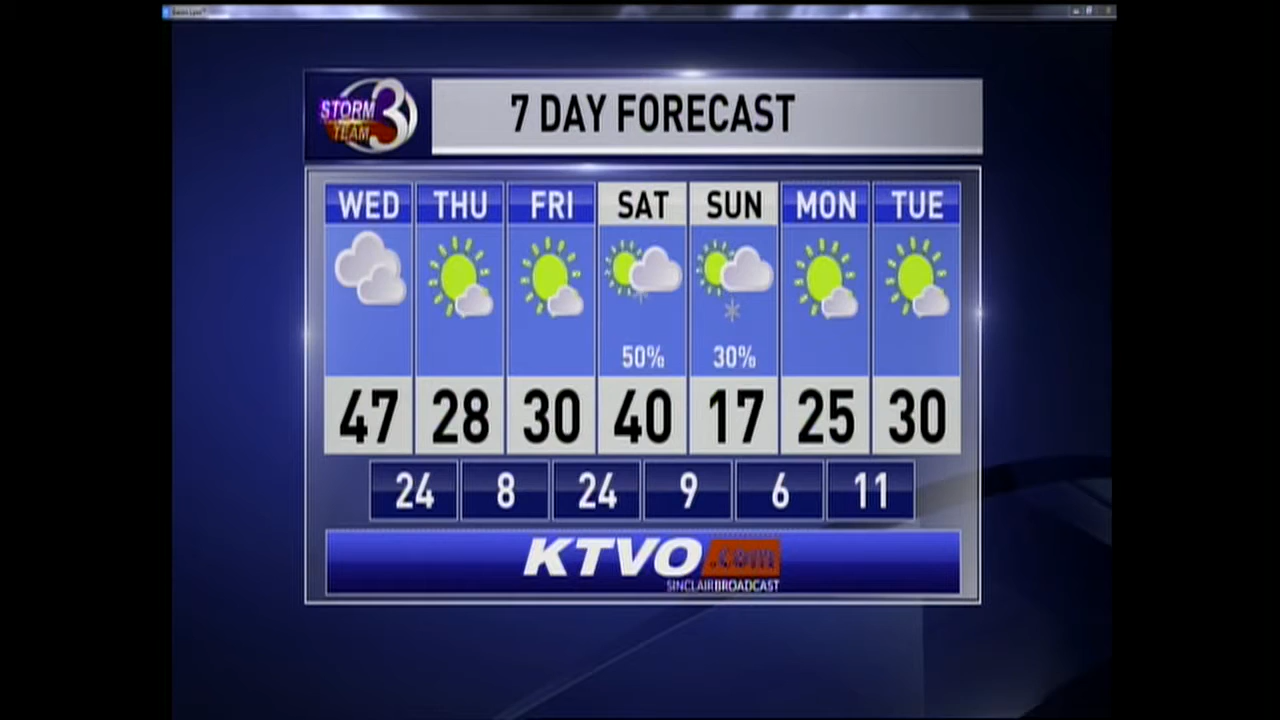 STORM 3
TEAM
7 DAY FORECAST
WED THU FRI SAT SUN MON TUE
50% 30%
47 28 30 40 17 25 30
24 8 24 9 6 11
KTVO.com
SINCLAIRBROADCAST